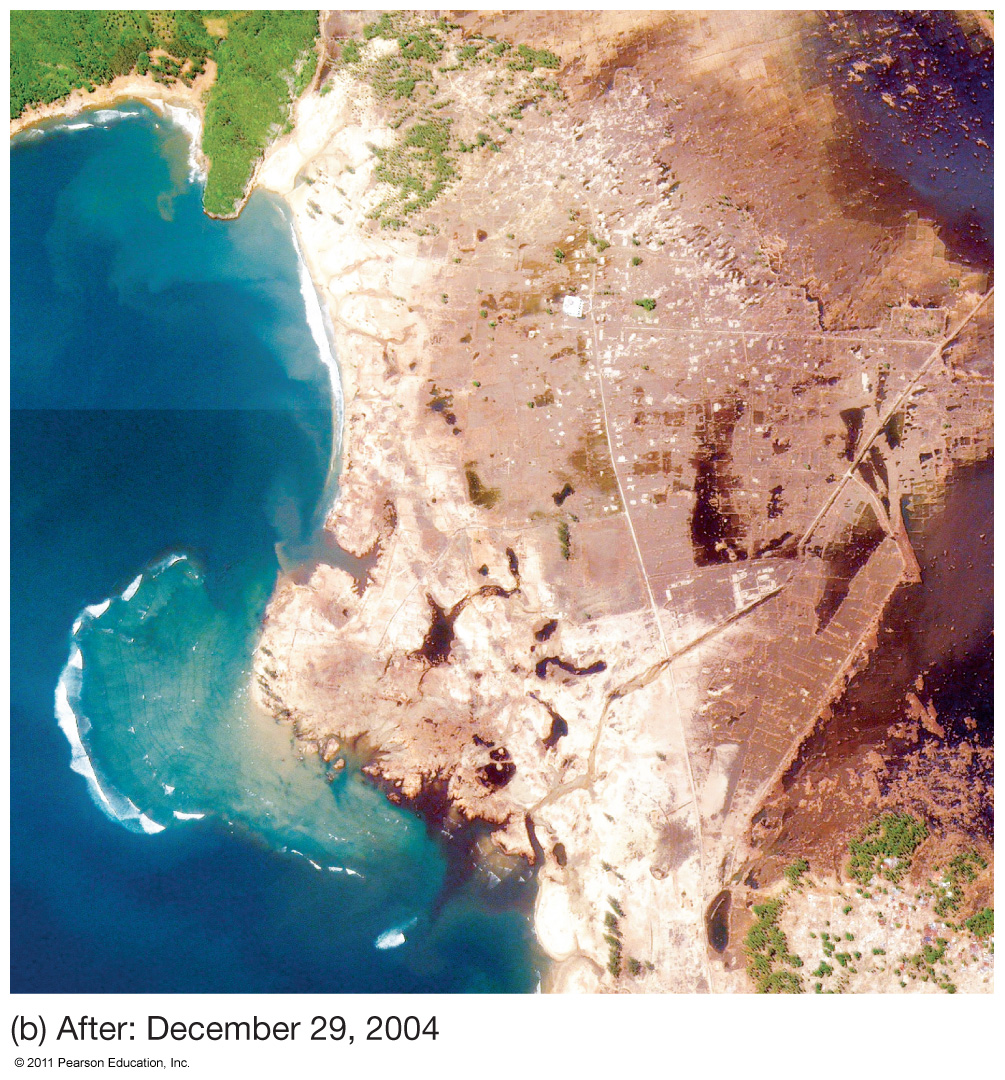 (b) After: December 29, 2004
© 2011 Pearson Education, Inc.